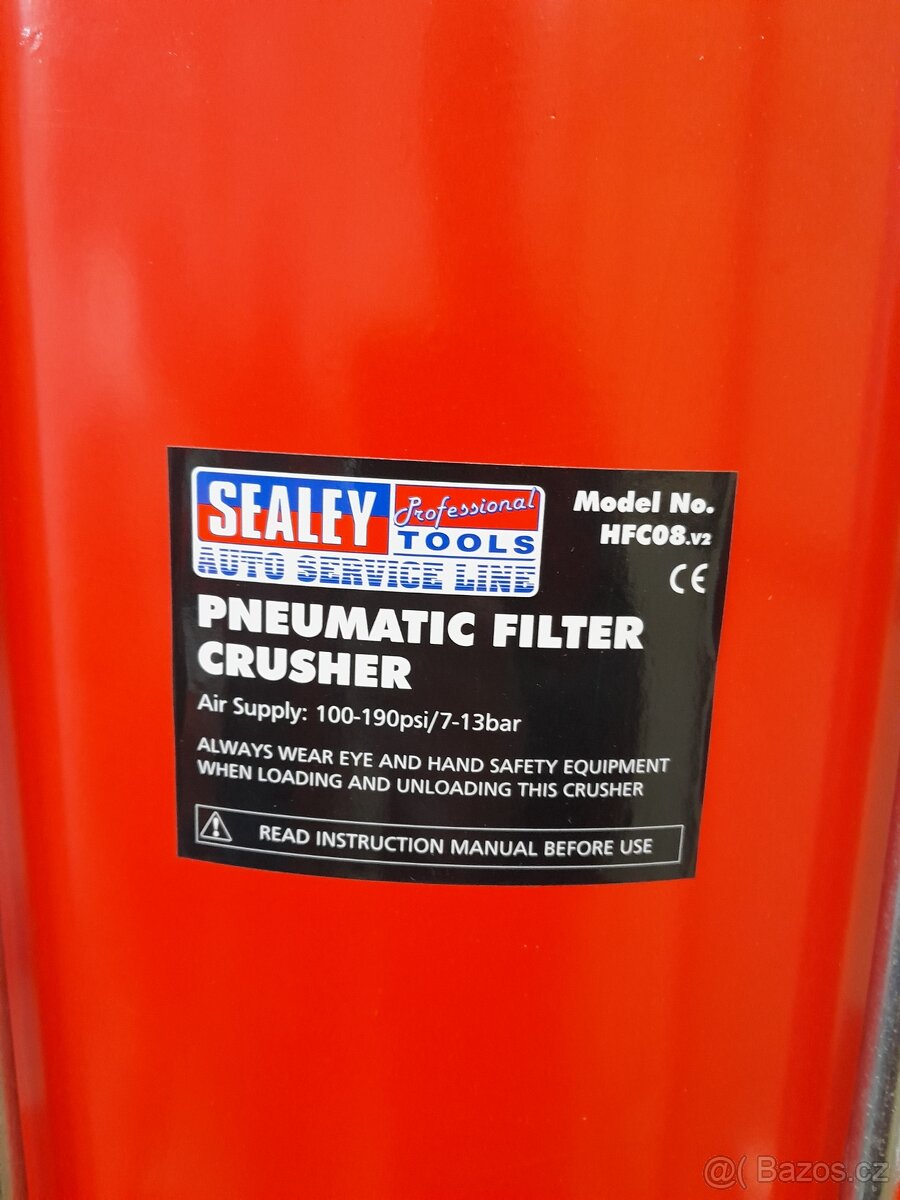 SEALEY Professional TOOLS
AUTO SERVICE LINE
Model No.
HFC08.V2
CE
PNEUMATIC FILTER
CRUSHER
Air Supply: 100-190psi/7-13bar
ALWAYS WEAR EYE AND HAND SAFETY EQUIPMENT
WHEN LOADING AND UNLOADING THIS CRUSHER
READ INSTRUCTION MANUAL BEFORE USE
@( Bazos.cz